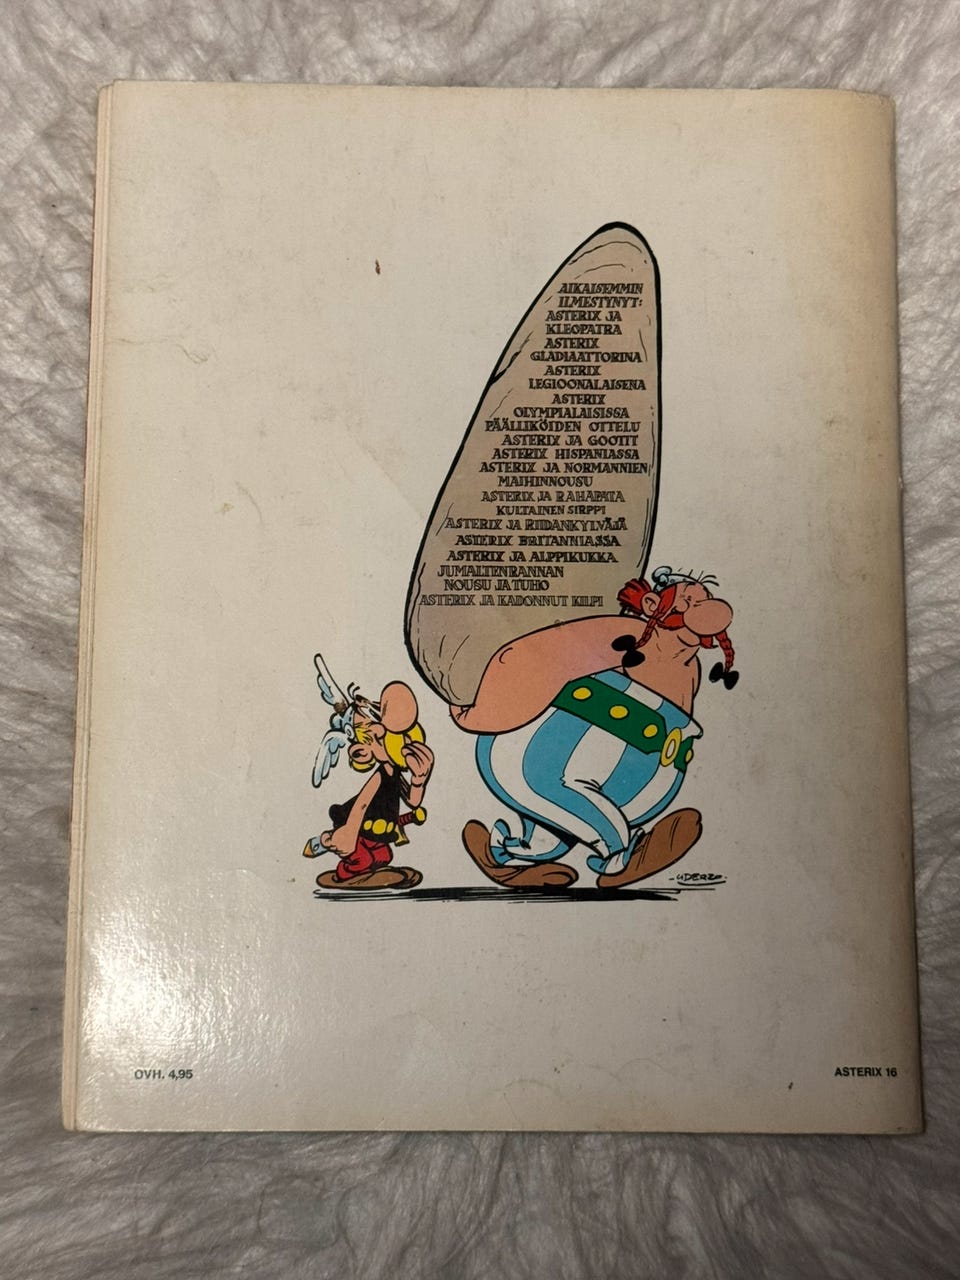 AIKAISEMMIN
ILMESTYNYT:
ASTERIX JA
KLEOPATRA
ASTERIX
GLADIAATTORINA
ASTERIX
LEGIOONALAISENA
ASTERIX
OLYMPIALAISISSA
PÄÄLLIKÖIDEN OTTELU
ASTERIX JA GOOTIT
ASTERIX HISPANIASSA
ASTERIX JA NORMANNIEN
MAIHINNOUSU
ASTERIX JA RAHAPATA
KULTAINEN SIRPPI
ASTERIX JA RIIDANKYLVÄJÄ
ASTERIX BRITANNIASSA
ASTERIX JA ALPPIKUKKA
JUMALTENRANNAN
NOUSU JA TUHO
ASTERIX JA KADONNUT KILPI
-UDERZO-
OVH. 4,95
ASTERIX 16